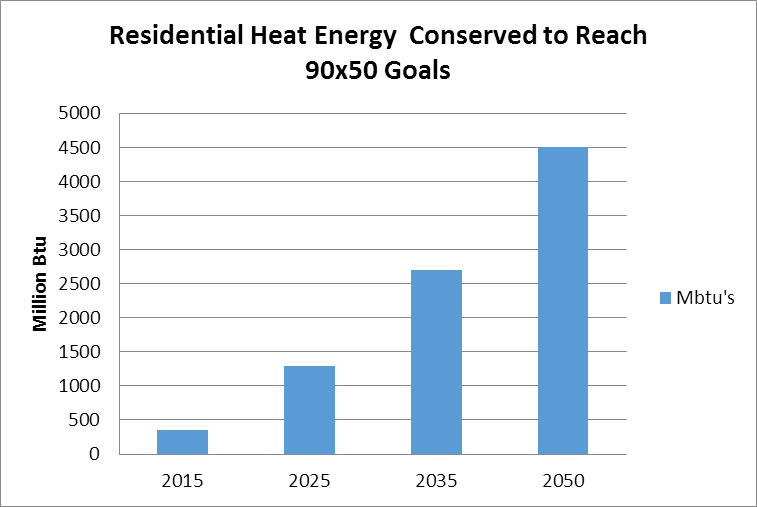 Residential Heat Energy  Conserved to Reach
90x50 Goals
5000
4500
4000
3500
3000
2500
2000
1500
1000
500
0
Million Btu
2015 2025 2035 2050
Mbtu's